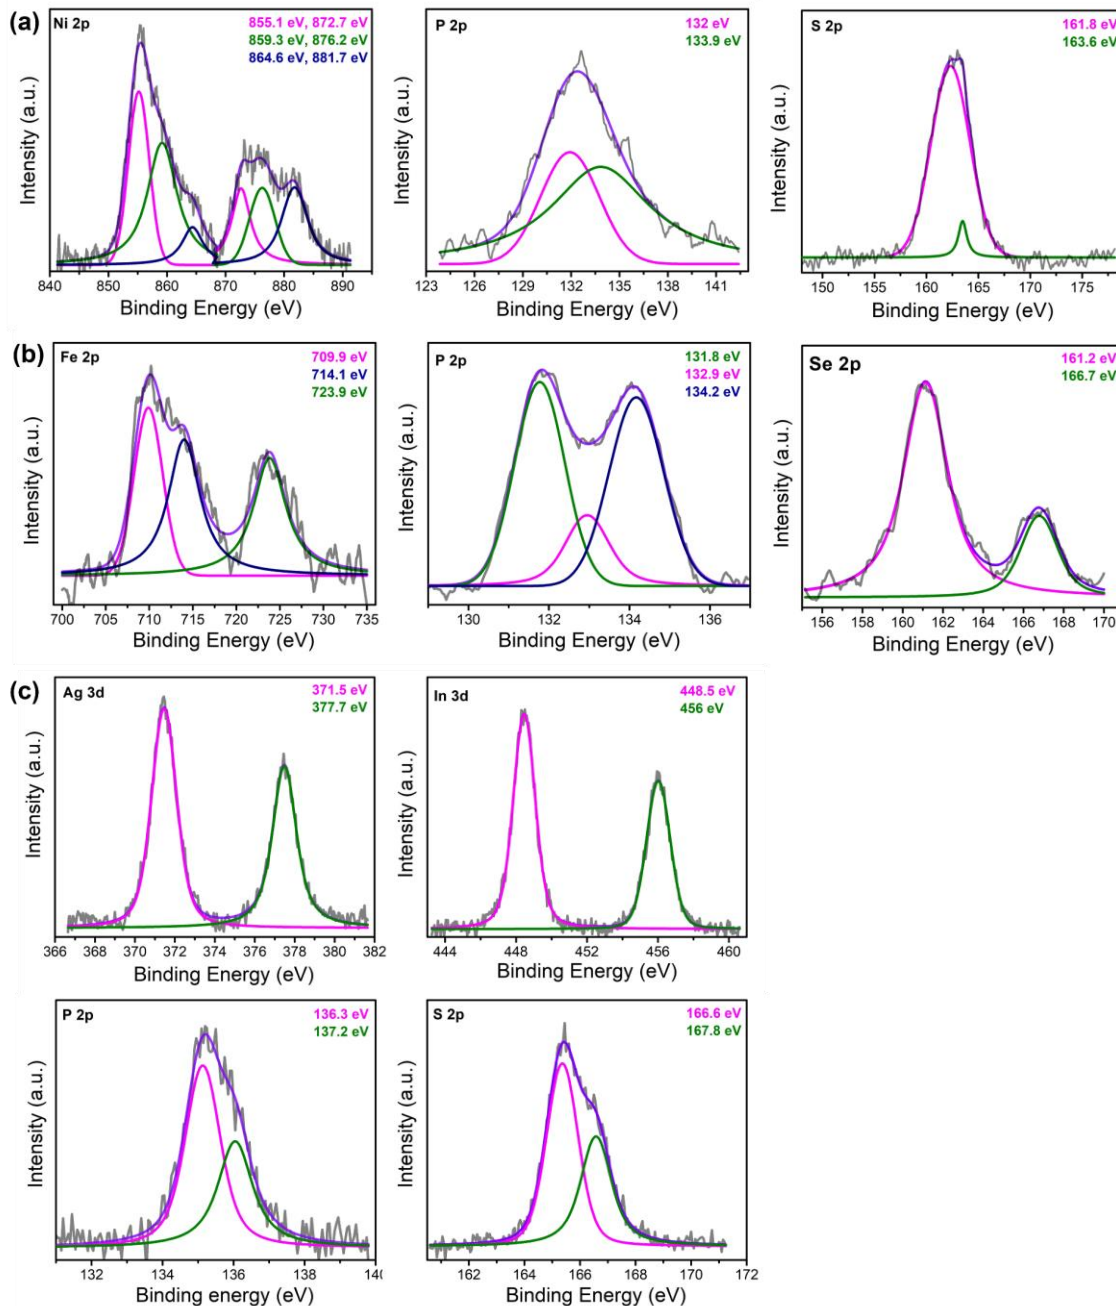 (a)
Ni 2p
855.1 eV, 872.7 eV
859.3 eV, 876.2 eV
864.6 eV, 881.7 eV
Intensity (a.u.)
840 850 860 870 880 890
Binding Energy (eV)
P 2p
132 eV
133.9 eV
Intensity (a.u.)
123 126 129 132 135 138 141
Binding Energy (eV)
S 2p
161.8 eV
163.6 eV
Intensity (a.u.)
150 155 160 165 170 175
Binding Energy (eV)
(b)
Fe 2p
709.9 eV
714.1 eV
723.9 eV
Intensity (a.u.)
700 705 710 715 720 725 730 735
Binding Energy (eV)
P 2p
131.8 eV
132.9 eV
134.2 eV
Intensity (a.u.)
130 132 134 136
Binding Energy (eV)
Se 2p
161.2 eV
166.7 eV
Intensity (a.u.)
156 158 160 162 164 166 168 170
Binding Energy (eV)
(c)
Ag 3d
371.5 eV
377.7 eV
Intensity (a.u.)
366 368 370 372 374 376 378 380 382
Binding Energy (eV)
In 3d
448.5 eV
456 eV
Intensity (a.u.)
444 448 452 456 460
Binding Energy (eV)
P 2p
136.3 eV
137.2 eV
Intensity (a.u.)
132 134 136 138 14
Binding energy (eV)
S 2p
166.6 eV
167.8 eV
Intensity (a.u.)
162 164 166 168 170 172
Binding Energy (eV)